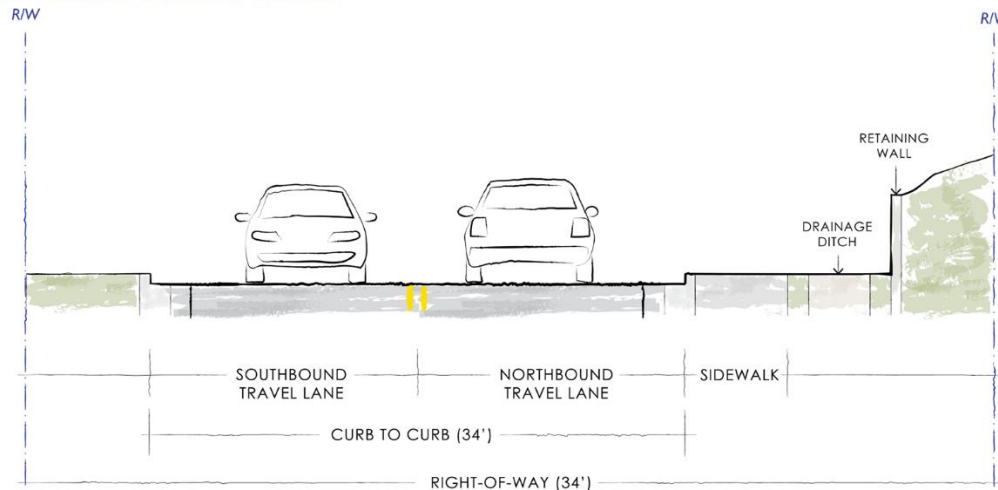 R/W
R/W
RETAINING
WALL
DRAINAGE
DITCH
SOUTHBOUND
TRAVEL LANE
NORTHBOUND
TRAVEL LANE
SIDEWALK
CURB TO CURB (34')
RIGHT-OF-WAY (34')